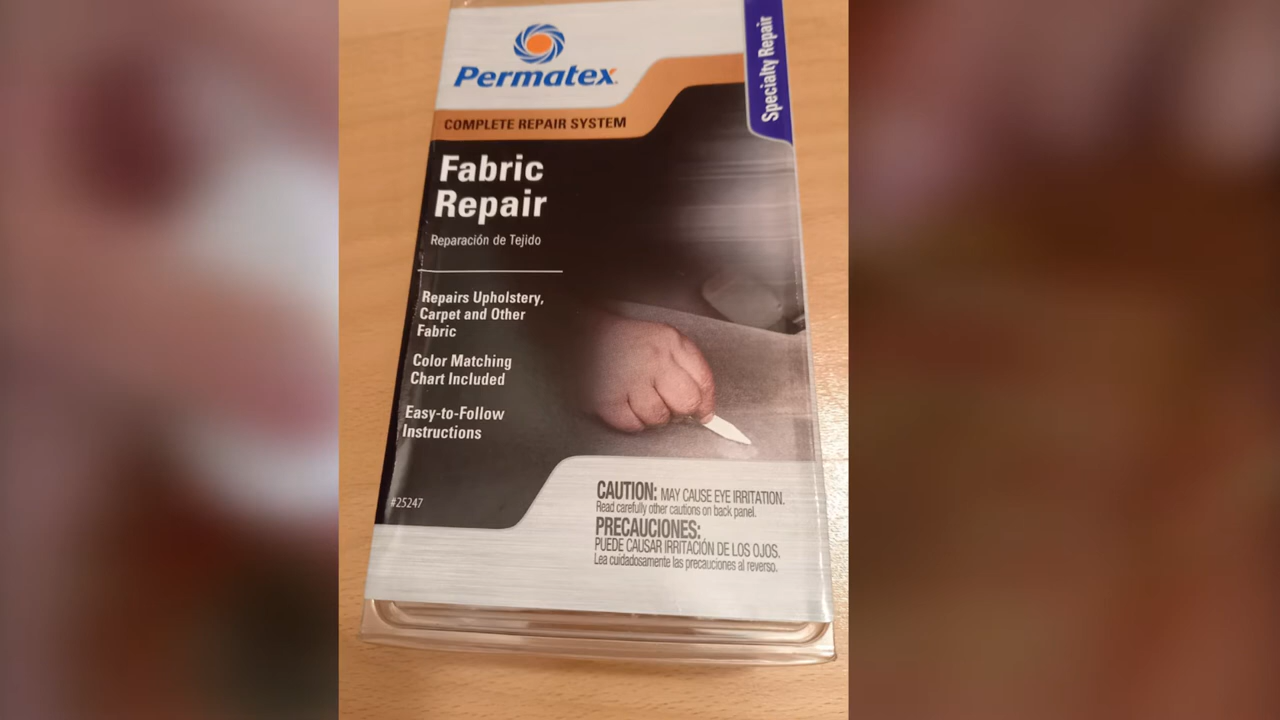 Permatex
Specialty Repair
COMPLETE REPAIR SYSTEM
Fabric
Repair
Reparación de Tejido
Repairs Upholstery,
Carpet and Other
Fabric
Color Matching
Chart Included
Easy-to-Follow
Instructions
#25247
CAUTION: MAY CAUSE EYE IRRITATION.
Read carefully other cautions on back panel.
PRECAUCIONES:
PUEDE CAUSAR IRRITACIÓN DE LOS OJOS.
Lea cuidadosamente las precauciones al reverso.